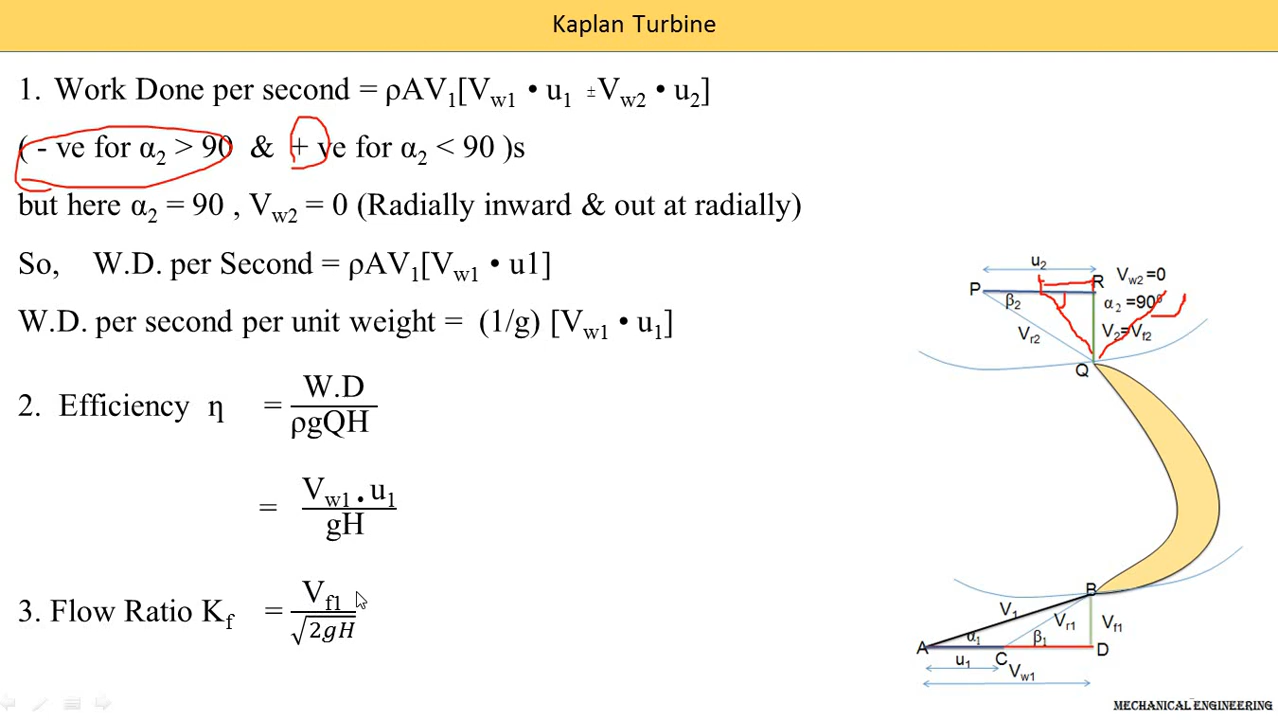 Kaplan Turbine
1. Work Done per second = ρAV₁[Vw1 • u₁ ± Vw2 • u₂]
( - ve for α₂ > 90 & + ve for α₂ < 90 )s
but here α₂ = 90 , Vw2 = 0 (Radially inward & out at radially)
So, W.D. per Second = ρAV₁[Vw1 • u1]
W.D. per second per unit weight = (1/g) [Vw1 • u₁]
2. Efficiency η = W.D / ρgQH
= Vw1 • u₁ / gH
3. Flow Ratio Kf = Vf1 / √2gH
u₂
P
R
Vw2=0
β₂
α₂ =90⁰
Vr2
V₂=Vf2
Q
B
V₁
Vr1
Vf1
A
α₁
β₁
D
u₁
C
Vw1
MECHANICAL ENGINEERING